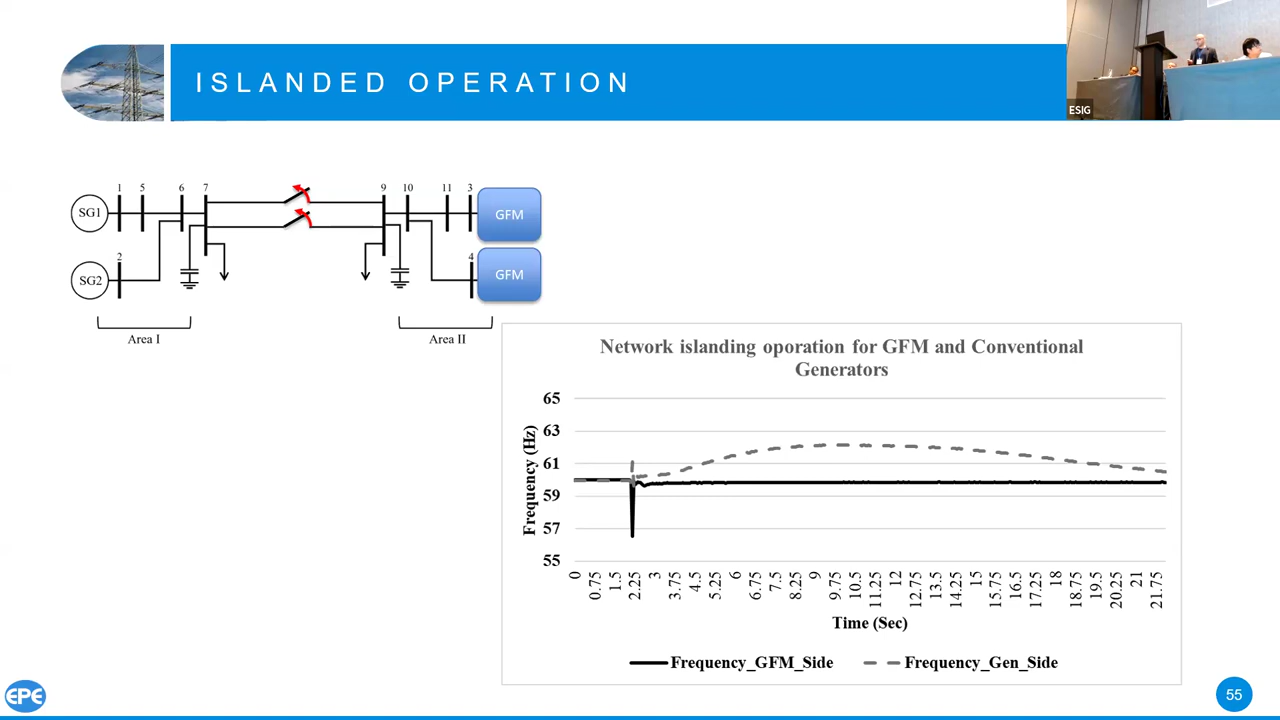 ISLANDED OPERATION
ESIG
1 5 6 7 9 10 11 3
SG1
GFM
2
4
SG2
GFM
Area I
Area II
Network islanding oporation for GFM and Conventional
Generators
65
63
61
59
57
55
Frequency (Hz)
0 0.75 1.5 2.25 3 3.75 4.5 5.25 6 6.75 7.5 8.25 9 9.75 10.5 11.25 12 12.75 13.5 14.25 15 15.75 16.5 17.25 18 18.75 19.5 20.25 21 21.75
Time (Sec)
Frequency_GFM_Side Frequency_Gen_Side
EPE
55